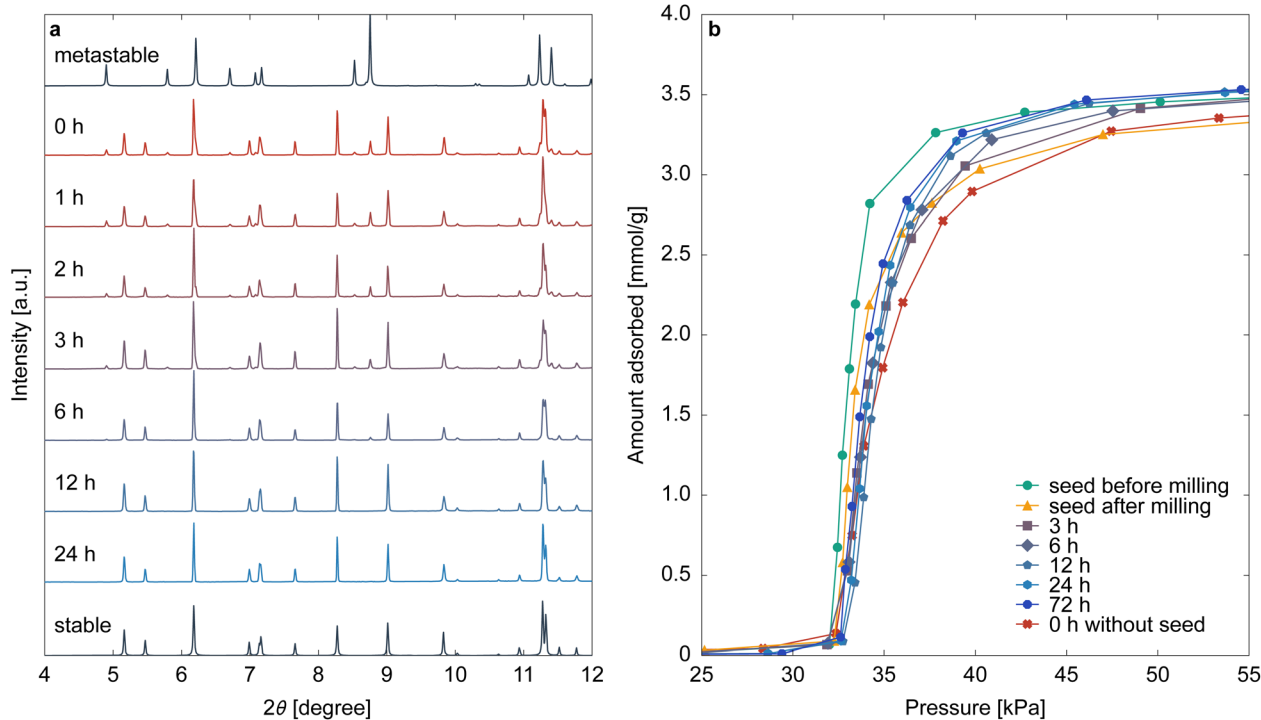 a
metastable
0 h
1 h
2 h
3 h
6 h
12 h
24 h
stable
Intensity [a.u.]
4 5 6 7 8 9 10 11 12
2θ [degree]
b
4.0
3.5
3.0
2.5
2.0
1.5
1.0
0.5
0
Amount adsorbed [mmol/g]
seed before milling
seed after milling
3 h
6 h
12 h
24 h
72 h
0 h without seed
25 30 35 40 45 50 55
Pressure [kPa]